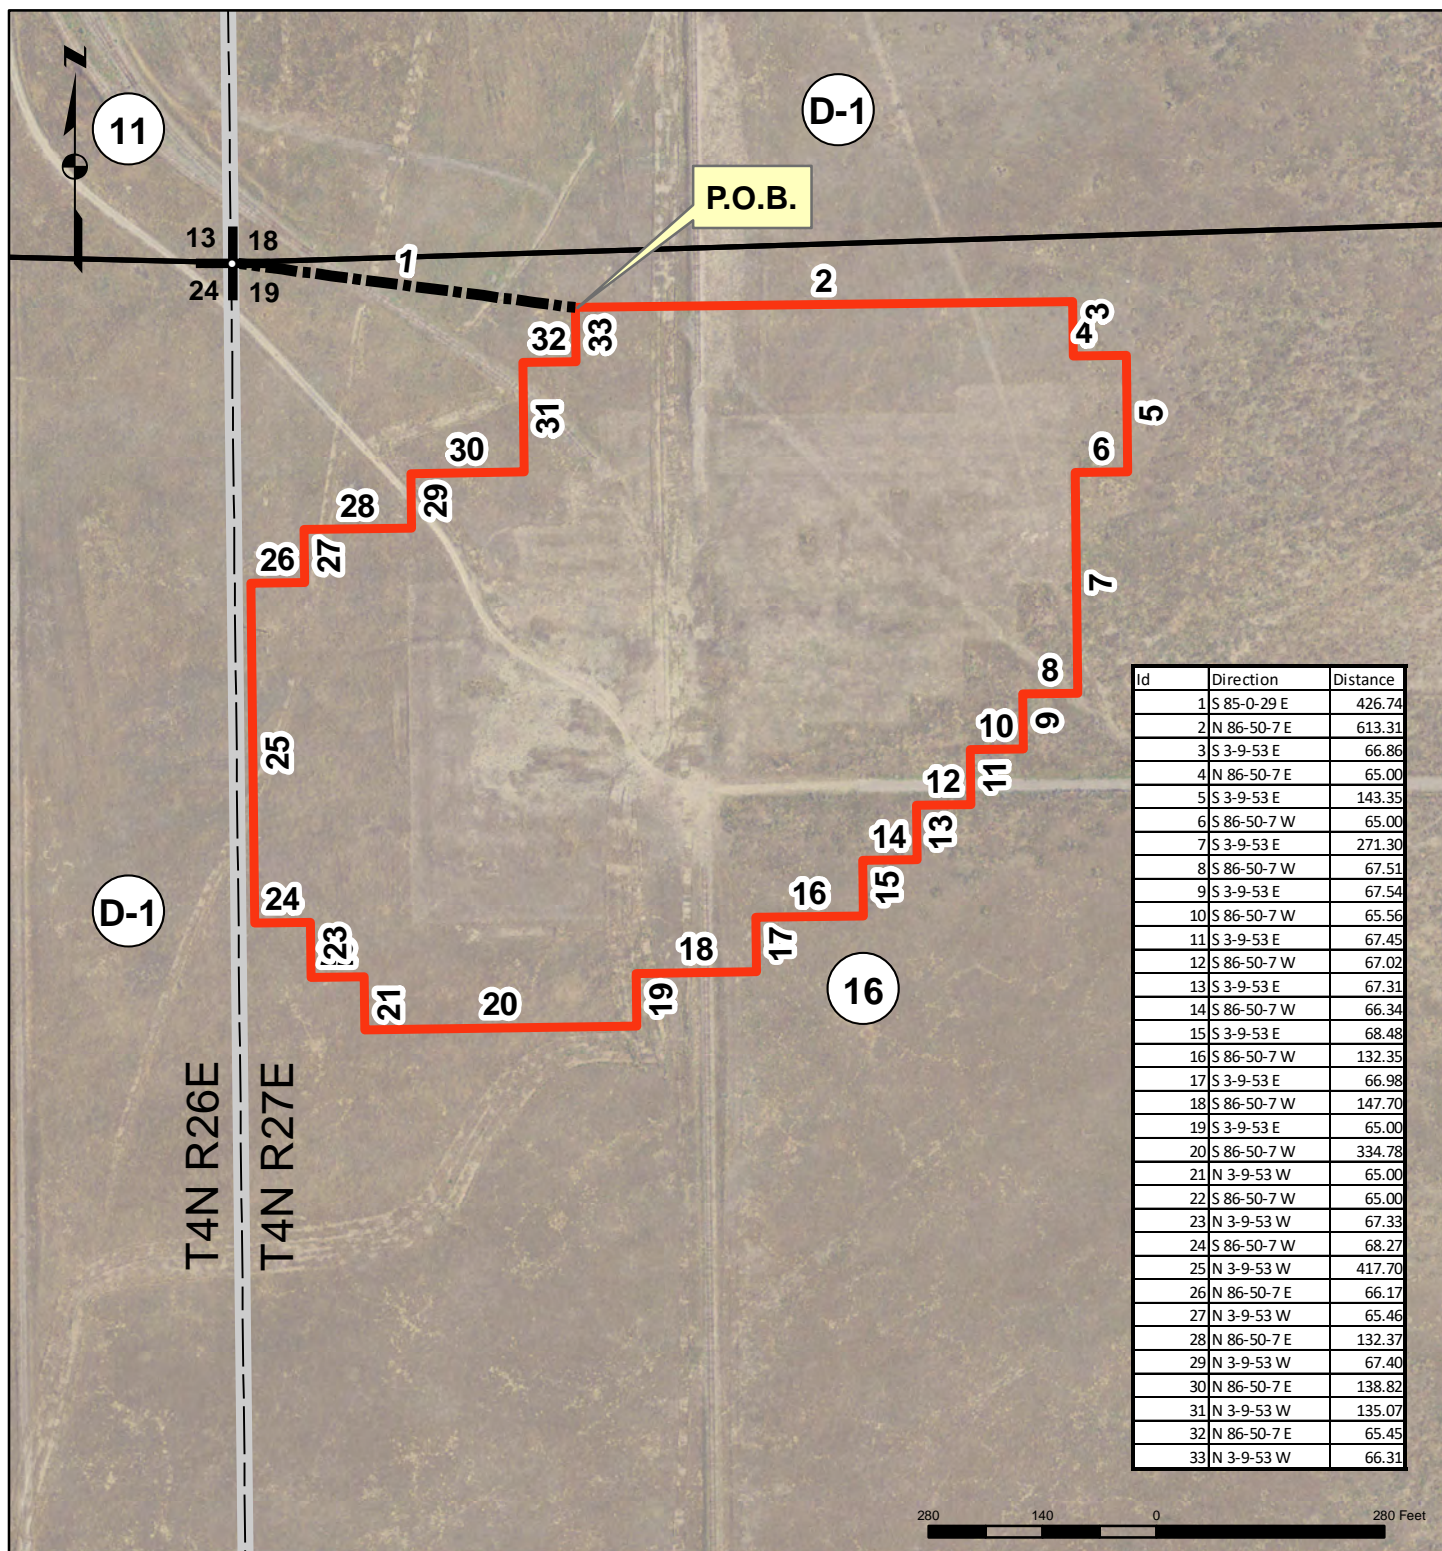 N
11
D-1
P.O.B.
13 18
24 19
1
2
3
4
5
6
7
8
9
10
11
12
13
14
15
16
17
18
19
20
21
23
24
25
26
27
28
29
30
31
32
33
D-1
16
T4N R26E
T4N R27E
Id Direction Distance
1 S 85-0-29 E 426.74
2 N 86-50-7 E 613.31
3 S 3-9-53 E 66.86
4 N 86-50-7 E 65.00
5 S 3-9-53 E 143.35
6 S 86-50-7 W 65.00
7 S 3-9-53 E 271.30
8 S 86-50-7 W 67.51
9 S 3-9-53 E 67.54
10 S 86-50-7 W 65.56
11 S 3-9-53 E 67.45
12 S 86-50-7 W 67.02
13 S 3-9-53 E 67.31
14 S 86-50-7 W 66.34
15 S 3-9-53 E 68.48
16 S 86-50-7 W 132.35
17 S 3-9-53 E 66.98
18 S 86-50-7 W 147.70
19 S 3-9-53 E 65.00
20 S 86-50-7 W 334.78
21 N 3-9-53 W 65.00
22 S 86-50-7 W 65.00
23 N 3-9-53 W 67.33
24 S 86-50-7 W 68.27
25 N 3-9-53 W 417.70
26 N 86-50-7 E 66.17
27 N 3-9-53 W 65.46
28 N 86-50-7 E 132.37
29 N 3-9-53 W 67.40
30 N 86-50-7 E 138.82
31 N 3-9-53 W 135.07
32 N 86-50-7 E 65.45
33 N 3-9-53 W 66.31
280 140 0 280 Feet